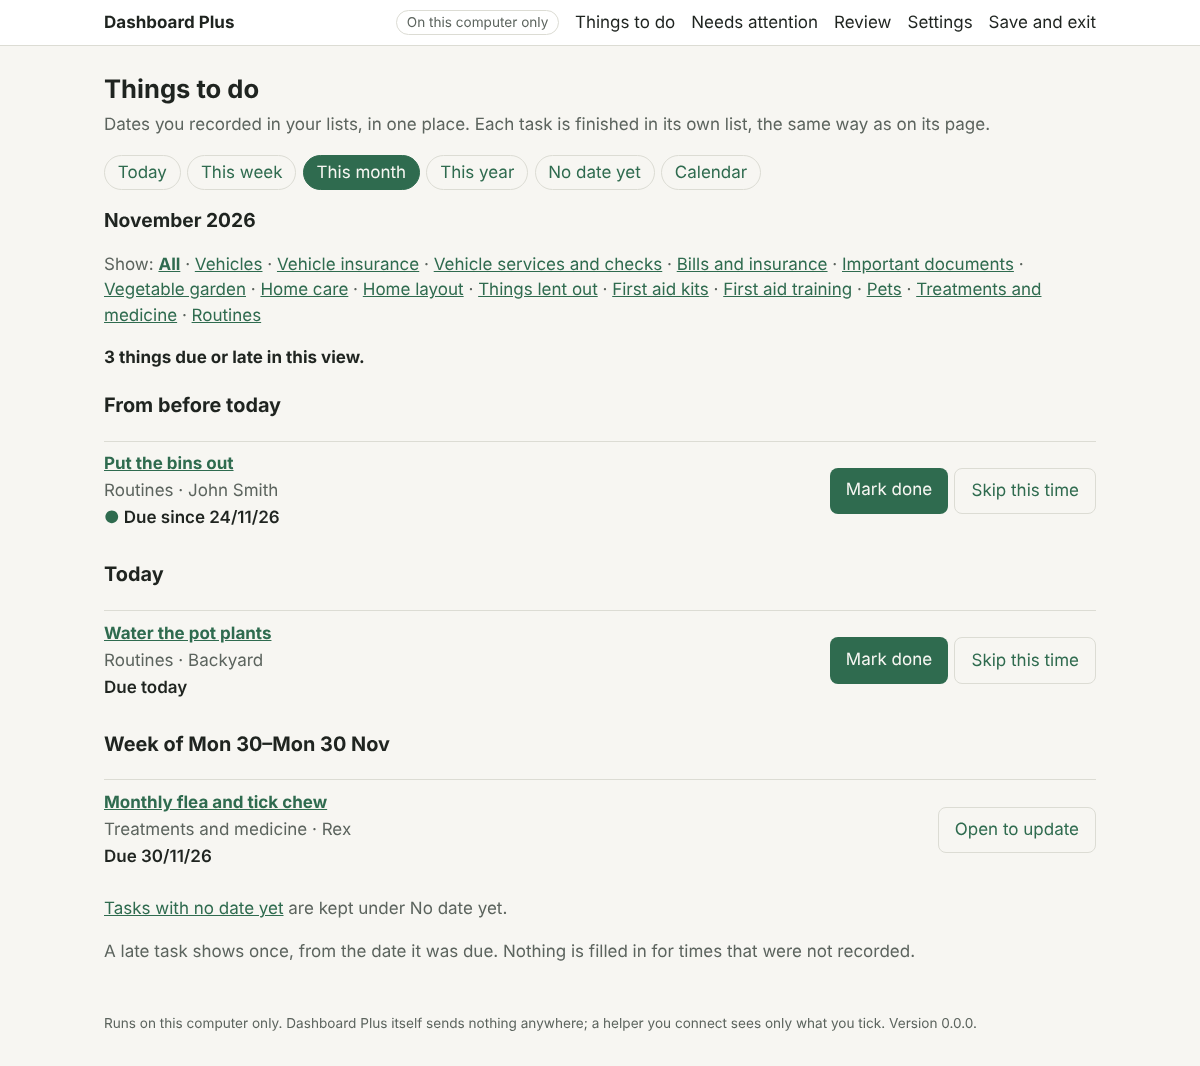 Dashboard Plus
On this computer only Things to do Needs attention Review Settings Save and exit
Things to do
Dates you recorded in your lists, in one place. Each task is finished in its own list, the same way as on its page.
Today This week This month This year No date yet Calendar
November 2026
Show: All · Vehicles · Vehicle insurance · Vehicle services and checks · Bills and insurance · Important documents ·
Vegetable garden · Home care · Home layout · Things lent out · First aid kits · First aid training · Pets · Treatments and
medicine · Routines
3 things due or late in this view.
From before today
Put the bins out
Routines · John Smith
Due since 24/11/26
Mark done Skip this time
Today
Water the pot plants
Routines · Backyard
Due today
Mark done Skip this time
Week of Mon 30–Mon 30 Nov
Monthly flea and tick chew
Treatments and medicine · Rex
Due 30/11/26
Open to update
Tasks with no date yet are kept under No date yet.
A late task shows once, from the date it was due. Nothing is filled in for times that were not recorded.
Runs on this computer only. Dashboard Plus itself sends nothing anywhere; a helper you connect sees only what you tick. Version 0.0.0.